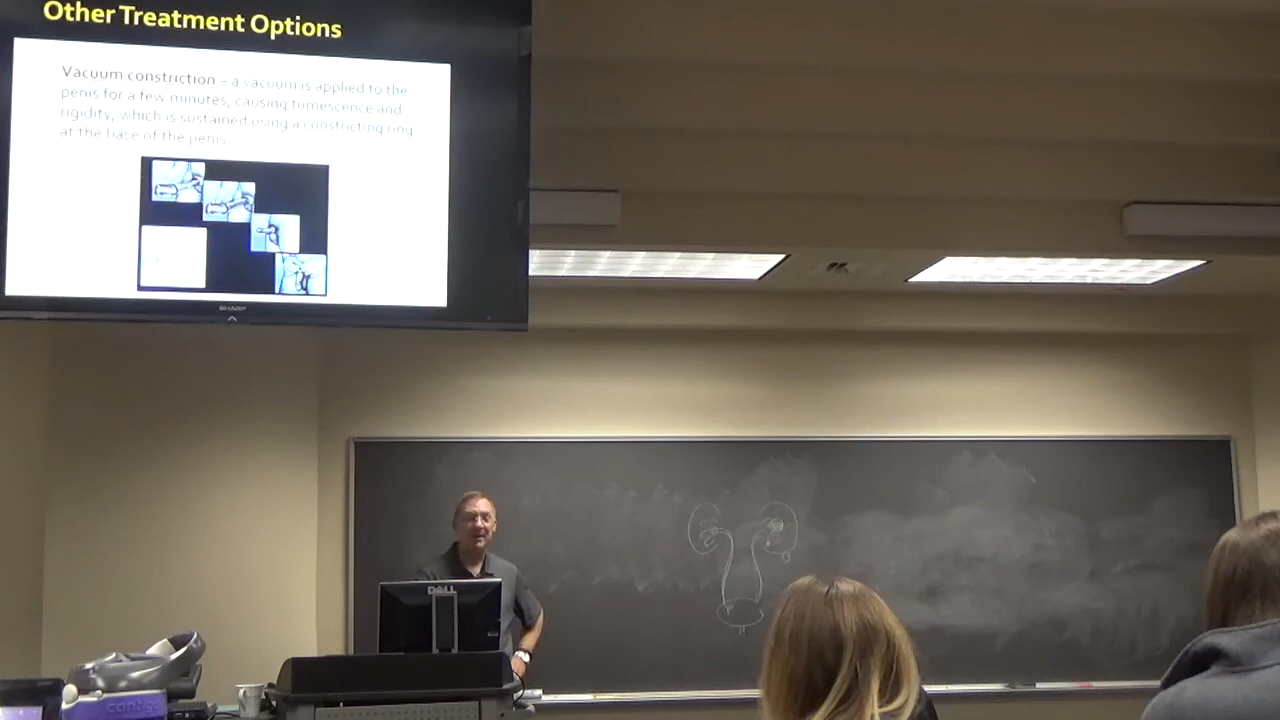 Other Treatment Options
Vacuum constriction – a vacuum is applied to the
penis for a few minutes, causing tumescence and
rigidity, which is sustained using a constricting ring
at the base of the penis
SHARP
DELL
contigo